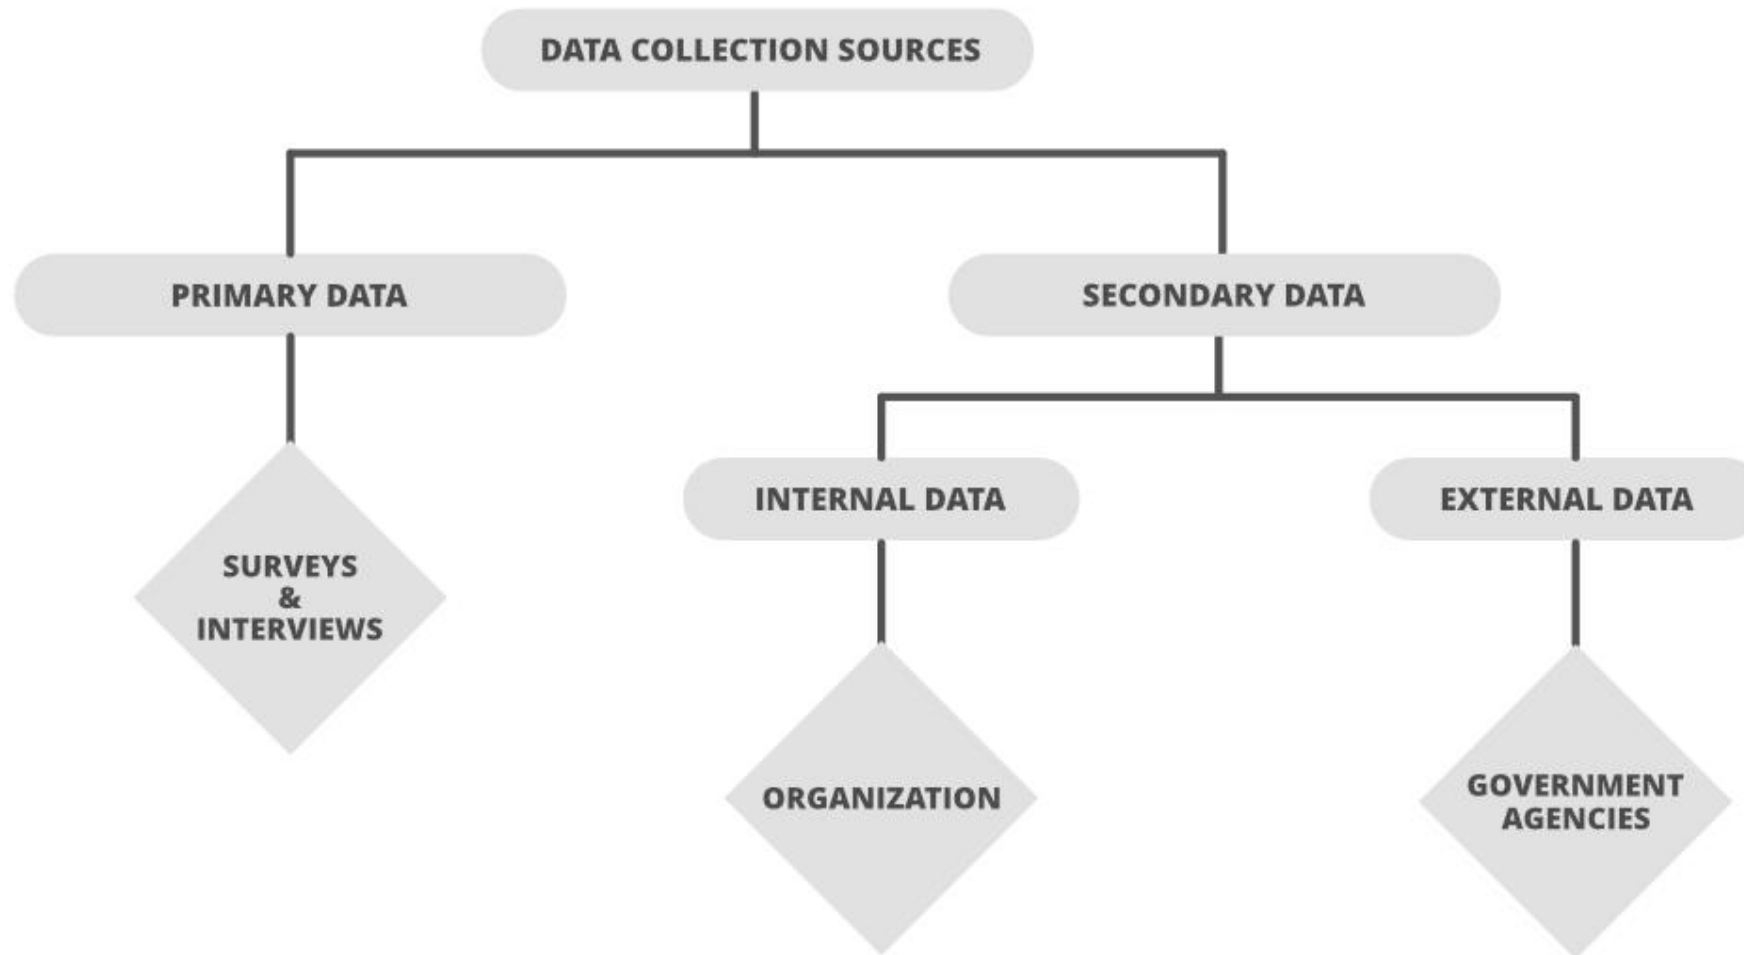 DATA COLLECTION SOURCES
PRIMARY DATA
SECONDARY DATA
INTERNAL DATA
EXTERNAL DATA
SURVEYS
&
INTERVIEWS
ORGANIZATION
GOVERNMENT
AGENCIES